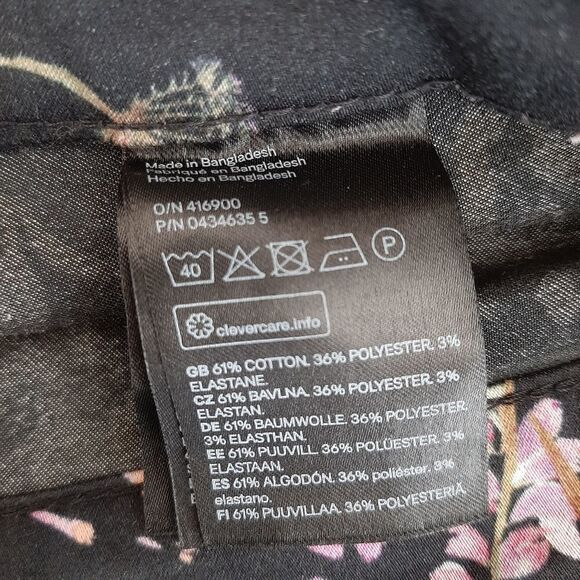 Made in Bangladesh
Fabriqué en Bangladesh
Hecho en Bangladesh
O/N 416900
P/N 0434635 5
40
P
clevercare.info
GB 61% COTTON. 36% POLYESTER. 3%
ELASTANE.
CZ 61% BAVLNA. 36% POLYESTER. 3%
ELASTAN.
DE 61% BAUMWOLLE. 36% POLYESTER.
3% ELASTHAN.
EE 61% PUUVILL. 36% POLÜESTER. 3%
ELASTAAN.
ES 61% ALGODÓN. 36% poliéster. 3%
elastano.
FI 61% PUUVILLAA. 36% POLYESTERIÄ.